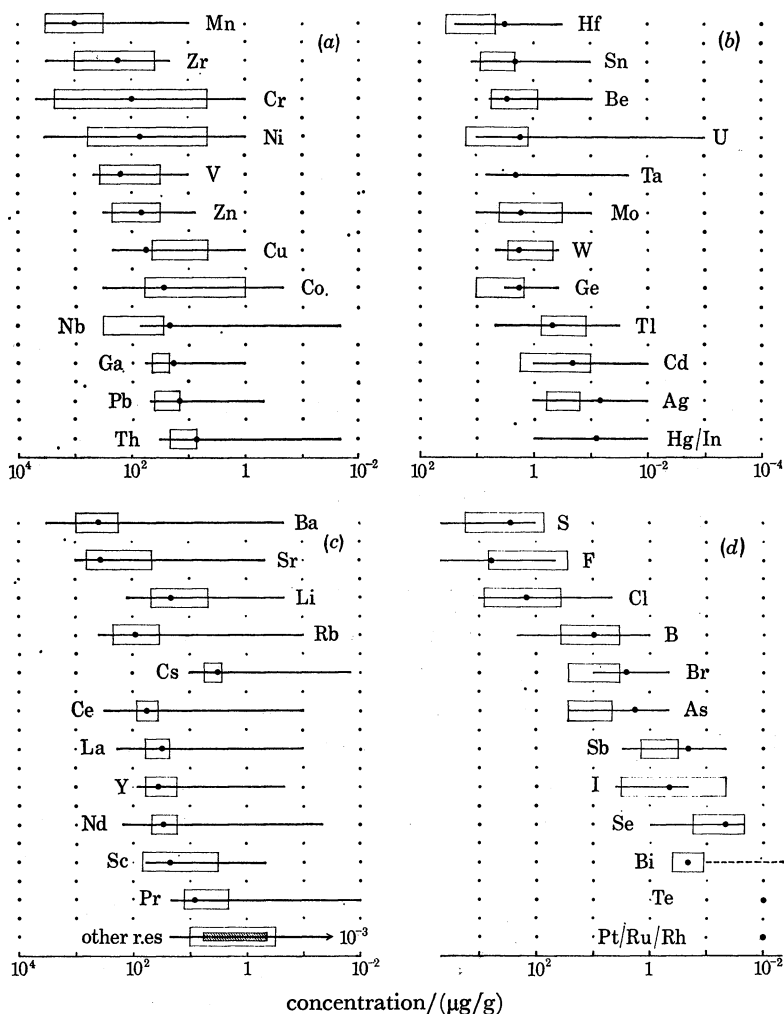 Mn
(a)
Zr
Cr
Ni
V
Zn
Cu
Co
Nb
Ga
Pb
Th
10⁴ 10² 1 10⁻²
Hf
(b)
Sn
Be
U
Ta
Mo
W
Ge
Tl
Cd
Ag
Hg/In
10² 1 10⁻² 10⁻⁴
Ba
(c)
Sr
Li
Rb
Cs
Ce
La
Y
Nd
Sc
Pr
other r.es 10⁻³
10⁴ 10² 1 10⁻²
S
(d)
F
Cl
B
Br
As
Sb
I
Se
Bi
Te
Pt/Ru/Rh
10² 1 10⁻²
concentration/(μg/g)